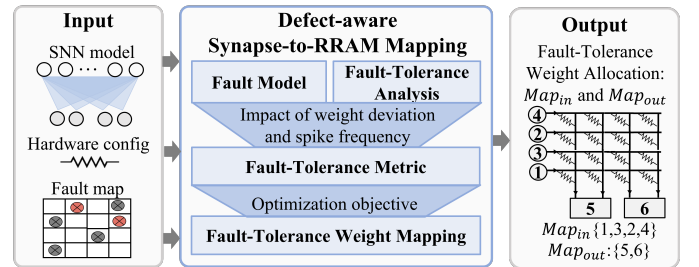 Input
SNN model
Hardware config
Fault map
Defect-aware
Synapse-to-RRAM Mapping
Fault Model
Fault-Tolerance
Analysis
Impact of weight deviation
and spike frequency
Fault-Tolerance Metric
Optimization objective
Fault-Tolerance Weight Mapping
Output
Fault-Tolerance
Weight Allocation:
Map_in and Map_out
4
2
3
1
5 6
Map_in{1,3,2,4}
Map_out:{5,6}